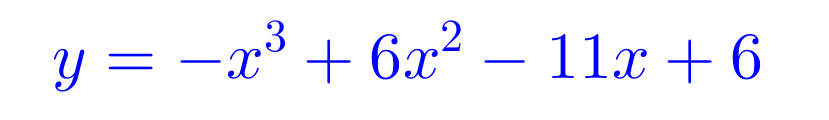 y = −x³ + 6x² − 11x + 6